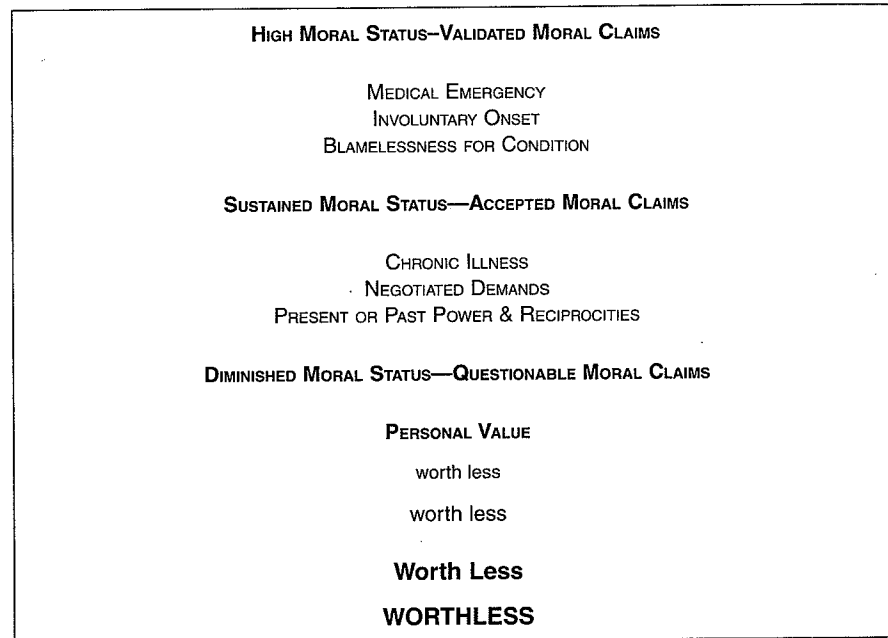 HIGH MORAL STATUS–VALIDATED MORAL CLAIMS
MEDICAL EMERGENCY
INVOLUNTARY ONSET
BLAMELESSNESS FOR CONDITION
SUSTAINED MORAL STATUS—ACCEPTED MORAL CLAIMS
CHRONIC ILLNESS
NEGOTIATED DEMANDS
PRESENT OR PAST POWER & RECIPROCITIES
DIMINISHED MORAL STATUS—QUESTIONABLE MORAL CLAIMS
PERSONAL VALUE
worth less
worth less
Worth Less
WORTHLESS